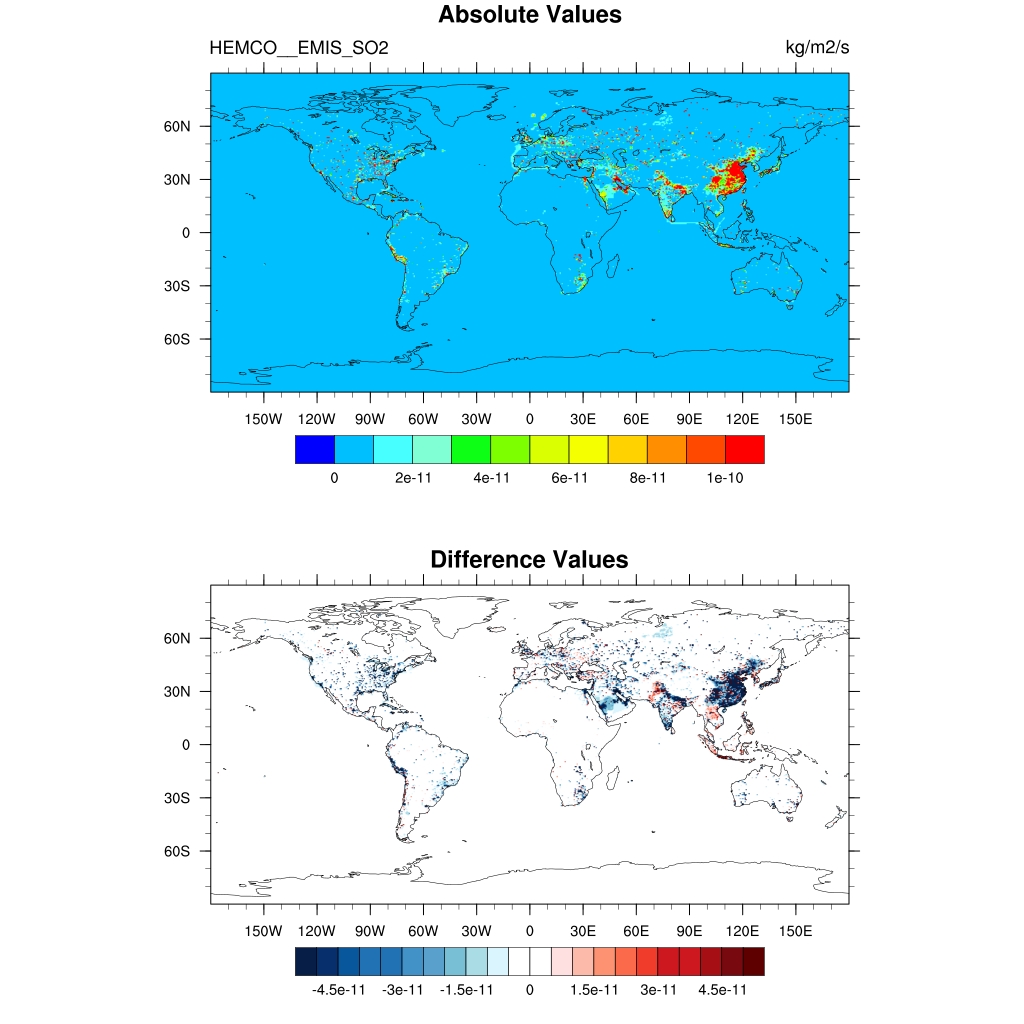 Absolute Values
HEMCO__EMIS_SO2 kg/m2/s
60N
30N
0
30S
60S
150W 120W 90W 60W 30W 0 30E 60E 90E 120E 150E
0 2e-11 4e-11 6e-11 8e-11 1e-10
Difference Values
60N
30N
0
30S
60S
150W 120W 90W 60W 30W 0 30E 60E 90E 120E 150E
-4.5e-11 -3e-11 -1.5e-11 0 1.5e-11 3e-11 4.5e-11